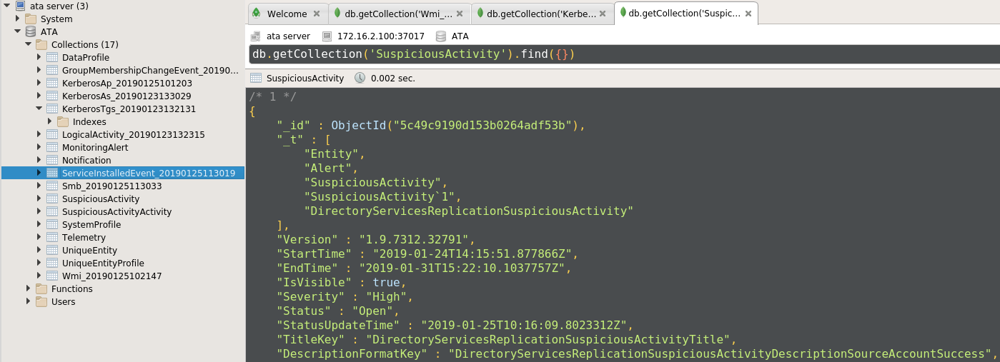 ata server (3)
System
ATA
Collections (17)
DataProfile
GroupMembershipChangeEvent_20190...
KerberosAp_20190125101203
KerberosAs_20190123133029
KerberosTgs_20190123132131
Indexes
LogicalActivity_20190123132315
MonitoringAlert
Notification
ServiceInstalledEvent_20190125113019
Smb_20190125113033
SuspiciousActivity
SuspiciousActivityActivity
SystemProfile
Telemetry
UniqueEntity
UniqueEntityProfile
Wmi_20190125102147
Functions
Users
Welcome db.getCollection('Wmi_... db.getCollection('Kerbe... db.getCollection('Suspic...
ata server 172.16.2.100:37017 ATA
db.getCollection('SuspiciousActivity').find({})
SuspiciousActivity 0.002 sec.
/* 1 */
{
"_id" : ObjectId("5c49c9190d153b0264adf53b"),
"_t" : [
"Entity",
"Alert",
"SuspiciousActivity",
"SuspiciousActivity`1",
"DirectoryServicesReplicationSuspiciousActivity"
],
"Version" : "1.9.7312.32791",
"StartTime" : "2019-01-24T14:15:51.877866Z",
"EndTime" : "2019-01-31T15:22:10.1037757Z",
"IsVisible" : true,
"Severity" : "High",
"Status" : "Open",
"StatusUpdateTime" : "2019-01-25T10:16:09.8023312Z",
"TitleKey" : "DirectoryServicesReplicationSuspiciousActivityTitle",
"DescriptionFormatKey" : "DirectoryServicesReplicationSuspiciousActivityDescriptionSourceAccountSuccess",